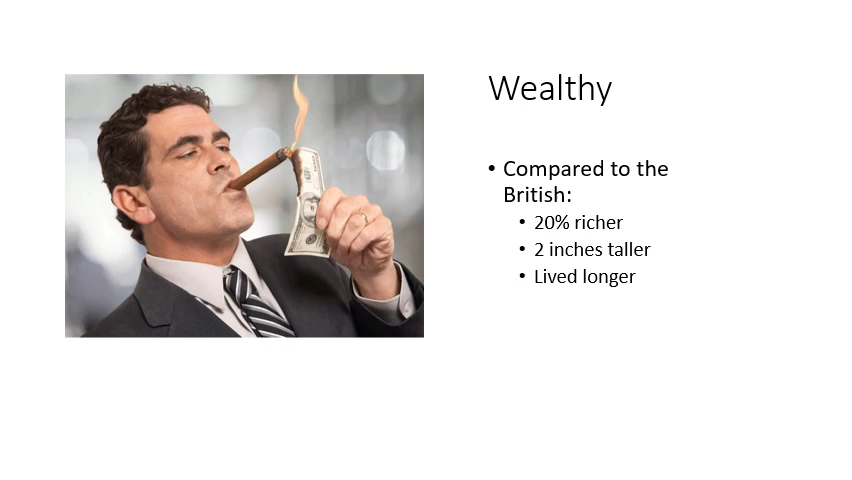 Wealthy
• Compared to the
British:
• 20% richer
• 2 inches taller
• Lived longer